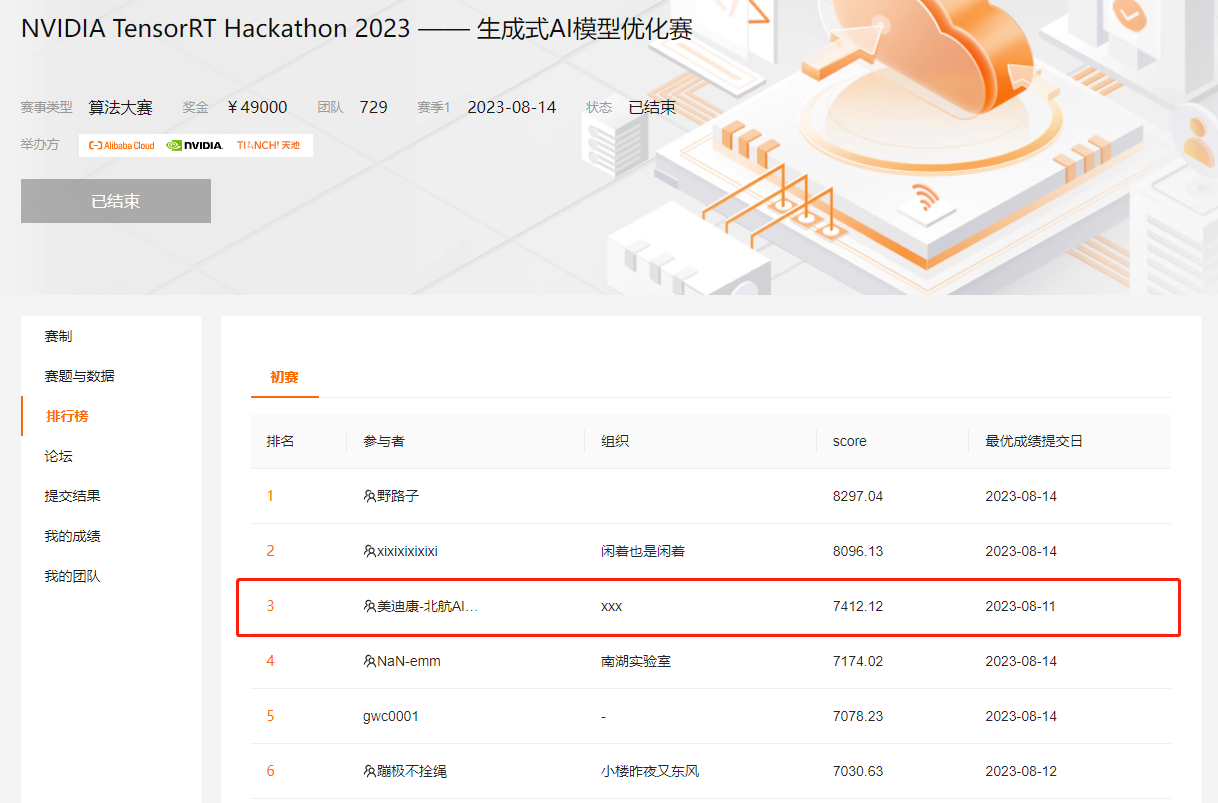 NVIDIA TensorRT Hackathon 2023 —— 生成式AI模型优化赛
赛事类型 算法大赛 奖金 ￥49000 团队 729 赛季1 2023-08-14 状态 已结束
举办方 Alibaba Cloud NVIDIA. TIANCHI 天池
已结束
赛制
赛题与数据
排行榜
论坛
提交结果
我的成绩
我的团队
初赛
排名 参与者 组织 score 最优成绩提交日
1 野路子 8297.04 2023-08-14
2 xixixixixixi 闲着也是闲着 8096.13 2023-08-14
3 美迪康-北航AI... xxx 7412.12 2023-08-11
4 NaN-emm 南湖实验室 7174.02 2023-08-14
5 gwc0001 - 7078.23 2023-08-14
6 蹦极不拴绳 小楼昨夜又东风 7030.63 2023-08-12